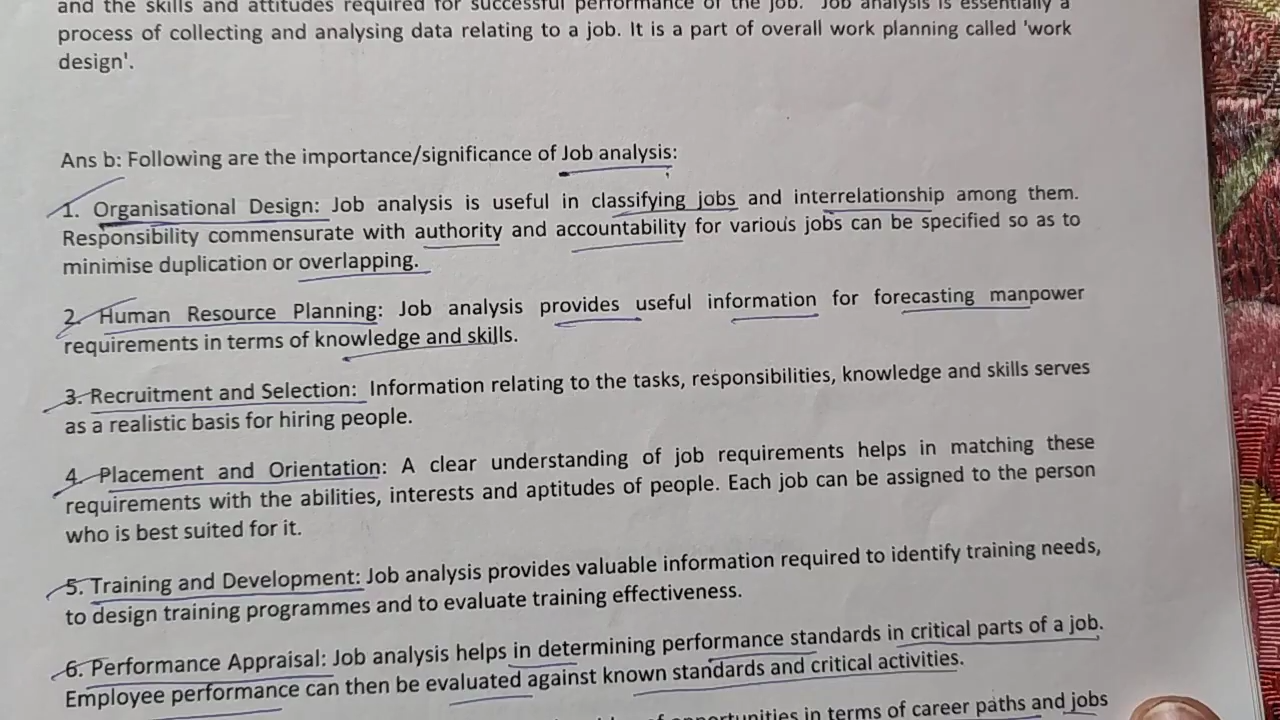 and the skills and attitudes required for successful performance of the job." Job analysis is essentially a
process of collecting and analysing data relating to a job. It is a part of overall work planning called 'work
design'.
Ans b: Following are the importance/significance of Job analysis:
1. Organisational Design: Job analysis is useful in classifying jobs and interrelationship among them.
Responsibility commensurate with authority and accountability for various jobs can be specified so as to
minimise duplication or overlapping.
2. Human Resource Planning: Job analysis provides useful information for forecasting manpower
requirements in terms of knowledge and skills.
3. Recruitment and Selection: Information relating to the tasks, responsibilities, knowledge and skills serves
as a realistic basis for hiring people.
4. Placement and Orientation: A clear understanding of job requirements helps in matching these
requirements with the abilities, interests and aptitudes of people. Each job can be assigned to the person
who is best suited for it.
5. Training and Development: Job analysis provides valuable information required to identify training needs,
to design training programmes and to evaluate training effectiveness.
6. Performance Appraisal: Job analysis helps in determining performance standards in critical parts of a job.
Employee performance can then be evaluated against known standards and critical activities.
of opportunities in terms of career paths and jobs